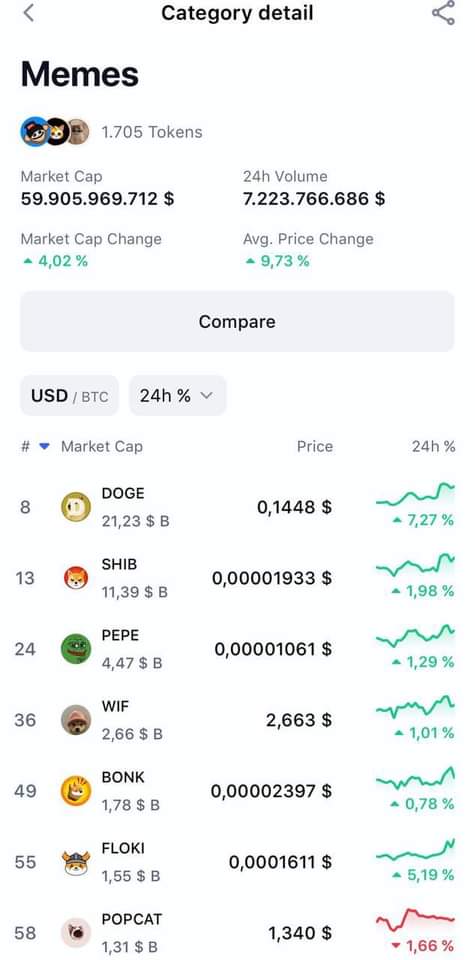 Category detail
Memes
1.705 Tokens
Market Cap 24h Volume
59.905.969.712 $ 7.223.766.686 $
Market Cap Change Avg. Price Change
▲ 4,02 % ▲ 9,73 %
Compare
USD / BTC 24h %
# ▼ Market Cap Price 24h %
8 DOGE 0,1448 $
21,23 $ B ▲ 7,27 %
13 SHIB 0,00001933 $
11,39 $ B ▲ 1,98 %
24 PEPE 0,00001061 $
4,47 $ B ▲ 1,29 %
36 WIF 2,663 $
2,66 $ B ▲ 1,01 %
49 BONK 0,00002397 $
1,78 $ B ▲ 0,78 %
55 FLOKI 0,0001611 $
1,55 $ B ▲ 5,19 %
58 POPCAT 1,340 $
1,31 $ B ▼ 1,66 %